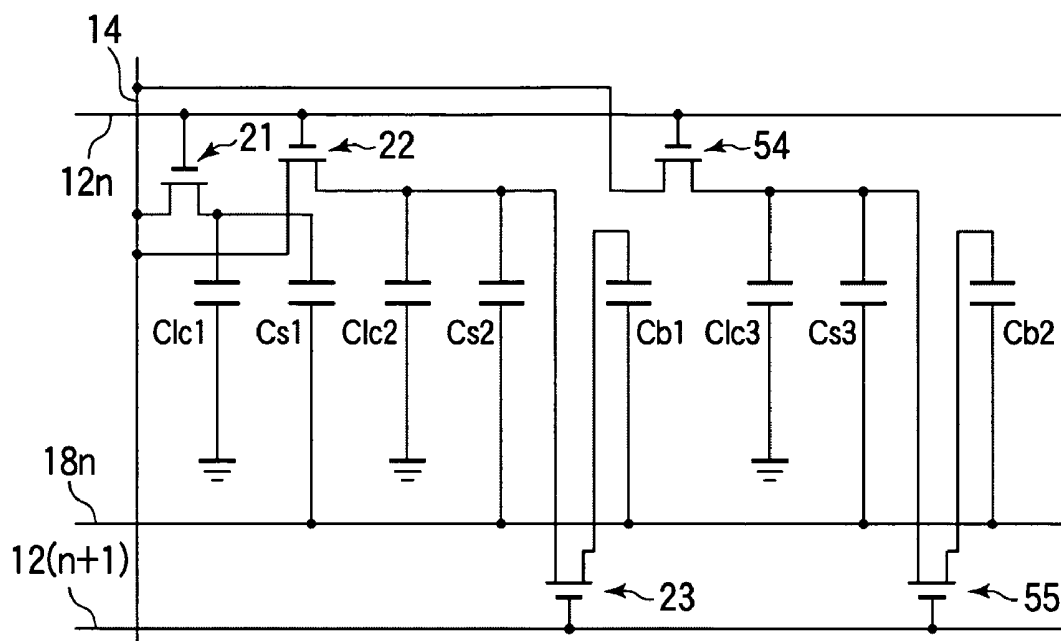 14
21
22
54
12n
Clc1
Cs1
Clc2
Cs2
Cb1
Clc3
Cs3
Cb2
18n
12(n+1)
23
55